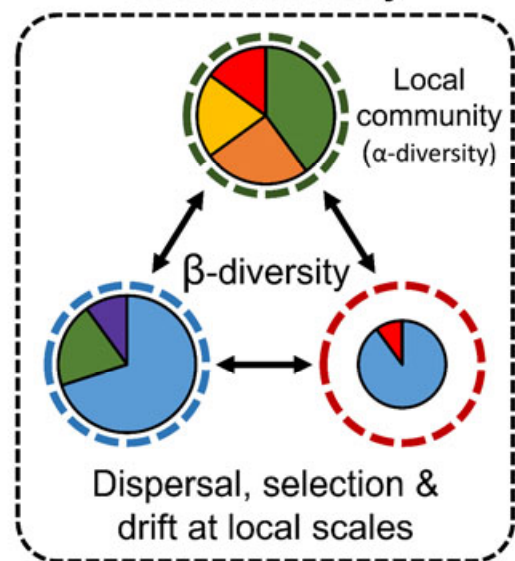 Local
community
(α-diversity)
β-diversity
Dispersal, selection &
drift at local scales